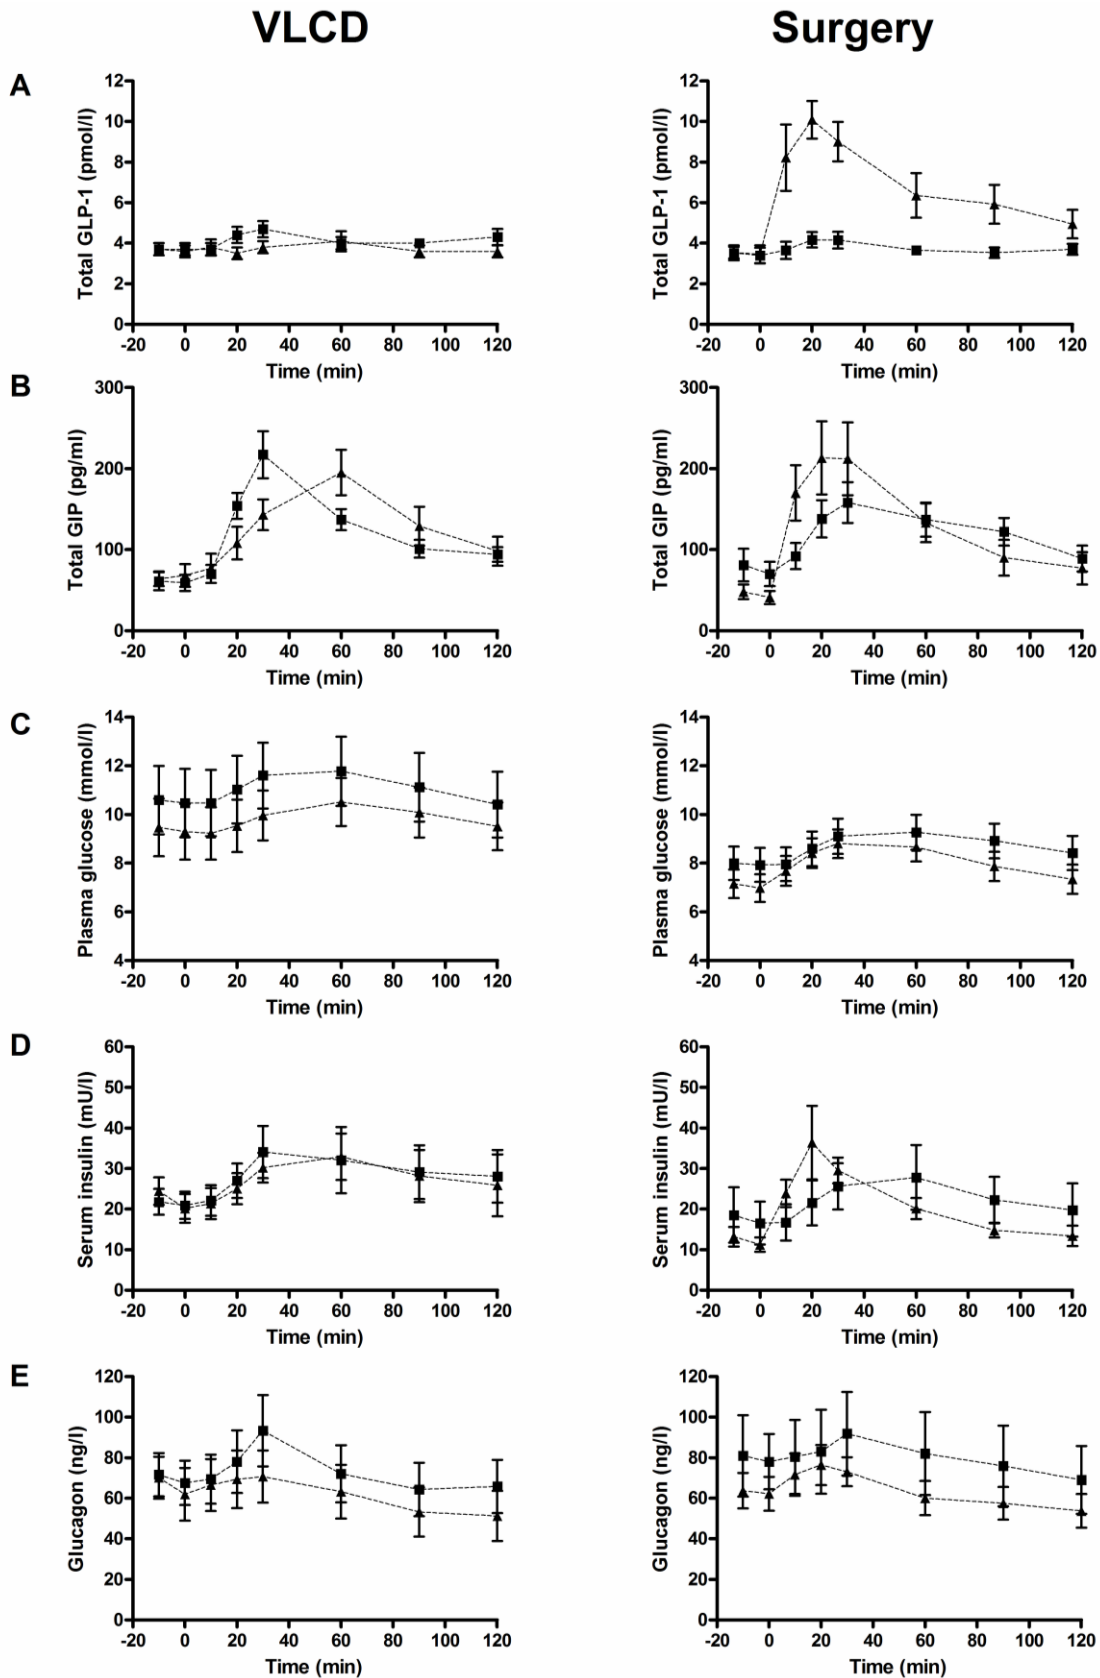 VLCD
Surgery
A
Total GLP-1 (pmol/l)
12
10
8
6
4
2
0
-20 0 20 40 60 80 100 120
Time (min)
Total GLP-1 (pmol/l)
12
10
8
6
4
2
0
-20 0 20 40 60 80 100 120
Time (min)
B
Total GIP (pg/ml)
300
200
100
0
-20 0 20 40 60 80 100 120
Time (min)
Total GIP (pg/ml)
300
200
100
0
-20 0 20 40 60 80 100 120
Time (min)
C
Plasma glucose (mmol/l)
14
12
10
8
6
4
-20 0 20 40 60 80 100 120
Time (min)
Plasma glucose (mmol/l)
14
12
10
8
6
4
-20 0 20 40 60 80 100 120
Time (min)
D
Serum insulin (mU/l)
60
50
40
30
20
10
0
-20 0 20 40 60 80 100 120
Time (min)
Serum insulin (mU/l)
60
50
40
30
20
10
0
-20 0 20 40 60 80 100 120
Time (min)
E
Glucagon (ng/l)
120
100
80
60
40
20
0
-20 0 20 40 60 80 100 120
Time (min)
Glucagon (ng/l)
120
100
80
60
40
20
0
-20 0 20 40 60 80 100 120
Time (min)